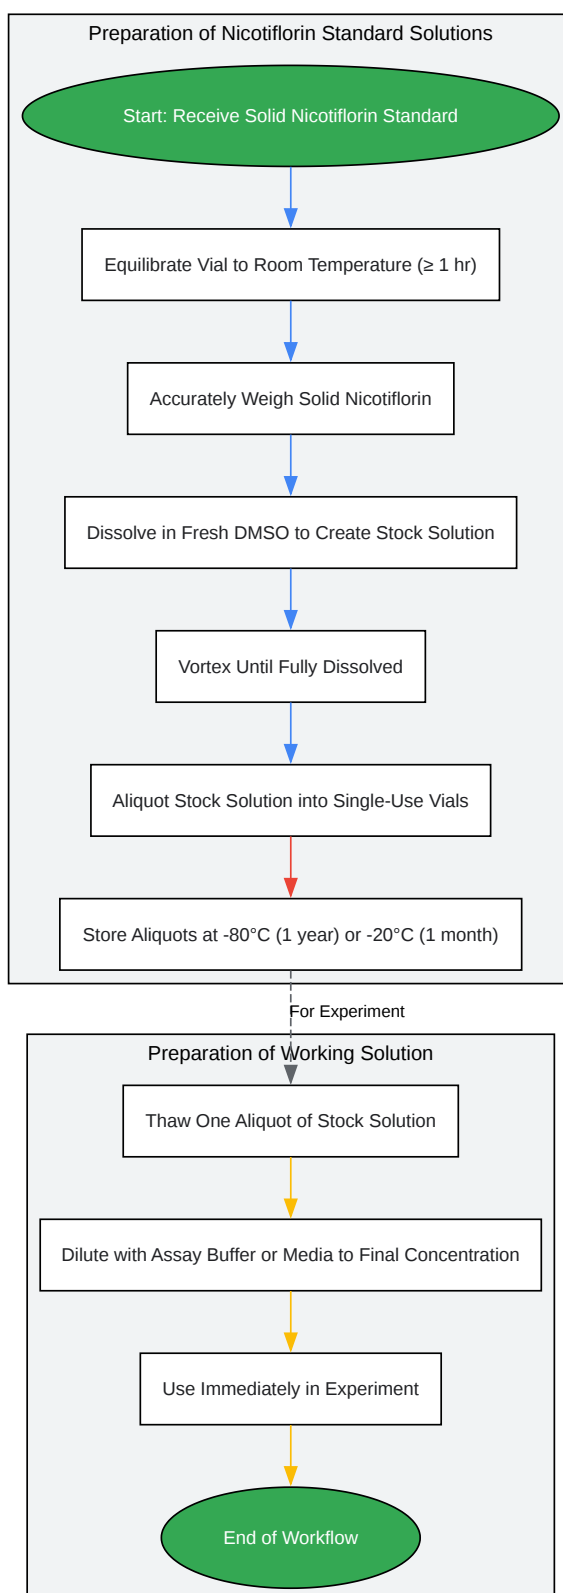 Preparation of Nicotiflorin Standard Solutions
Start: Receive Solid Nicotiflorin Standard
Equilibrate Vial to Room Temperature (≥ 1 hr)
Accurately Weigh Solid Nicotiflorin
Dissolve in Fresh DMSO to Create Stock Solution
Vortex Until Fully Dissolved
Aliquot Stock Solution into Single-Use Vials
Store Aliquots at -80°C (1 year) or -20°C (1 month)
For Experiment
Preparation of Working Solution
Thaw One Aliquot of Stock Solution
Dilute with Assay Buffer or Media to Final Concentration
Use Immediately in Experiment
End of Workflow